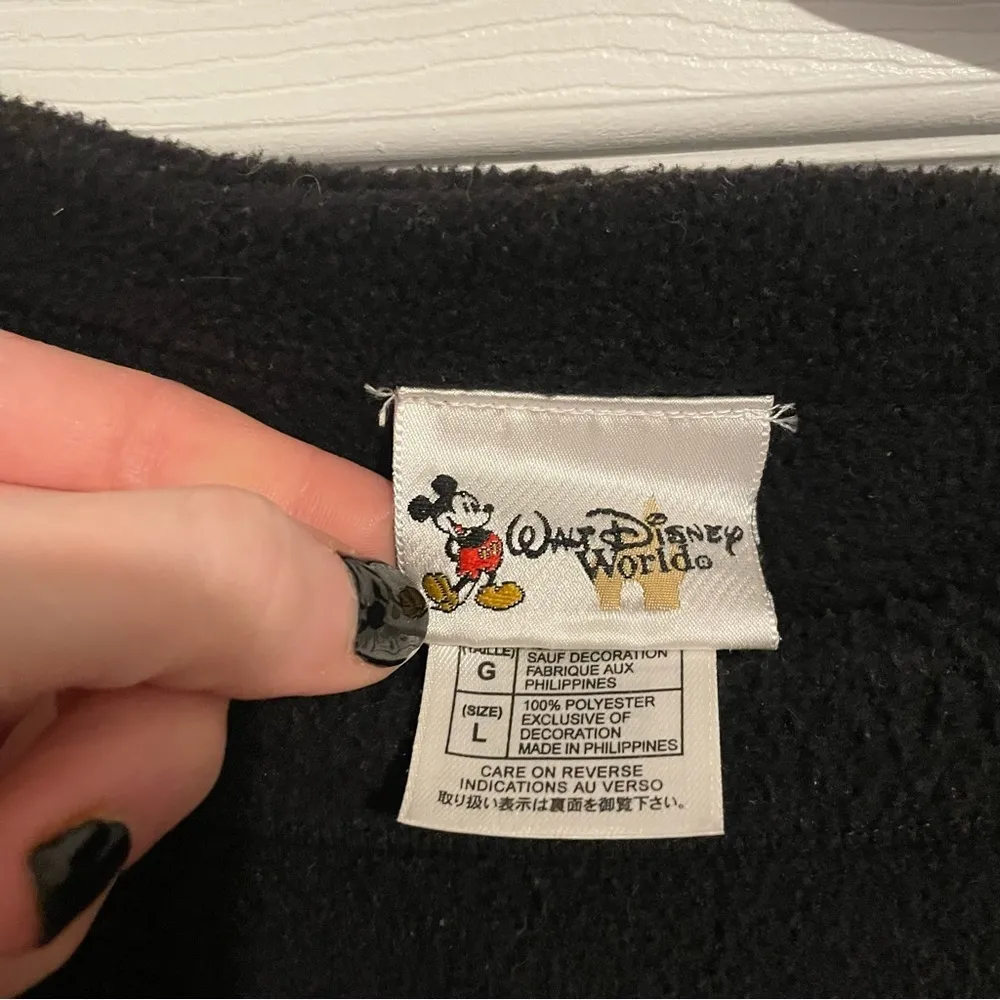 Walt Disney
World®
(TAILLE)
G
SAUF DECORATION
FABRIQUE AUX
PHILIPPINES
(SIZE)
L
100% POLYESTER
EXCLUSIVE OF
DECORATION
MADE IN PHILIPPINES
CARE ON REVERSE
INDICATIONS AU VERSO
取り扱い表示は裏面を御覧下さい。